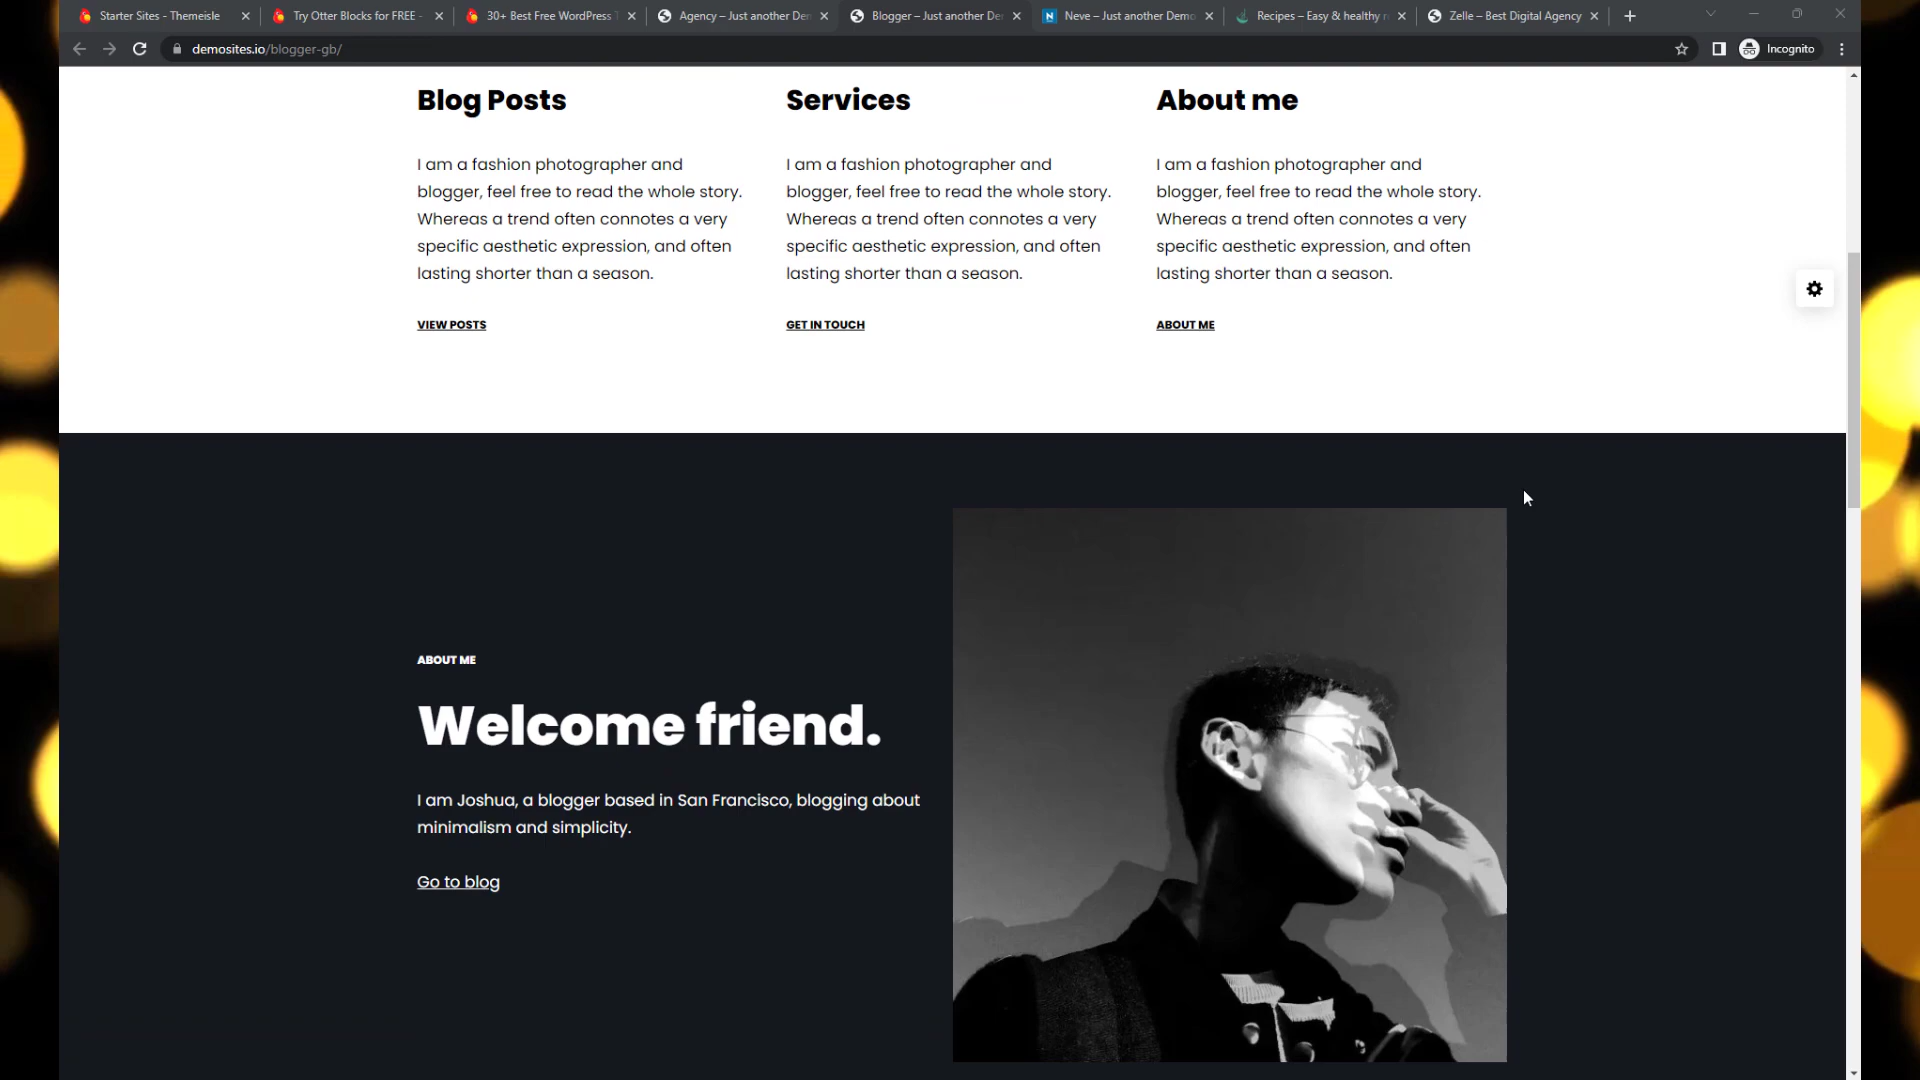 Starter Sites - Themeisle
Try Otter Blocks for FREE -
30+ Best Free WordPress T
Agency – Just another Dem
Blogger – Just another De
Neve – Just another Demo
Recipes – Easy & healthy r
Zelle – Best Digital Agency
demosites.io/blogger-gb/
Incognito
Blog Posts
I am a fashion photographer and
blogger, feel free to read the whole story.
Whereas a trend often connotes a very
specific aesthetic expression, and often
lasting shorter than a season.
VIEW POSTS
Services
I am a fashion photographer and
blogger, feel free to read the whole story.
Whereas a trend often connotes a very
specific aesthetic expression, and often
lasting shorter than a season.
GET IN TOUCH
About me
I am a fashion photographer and
blogger, feel free to read the whole story.
Whereas a trend often connotes a very
specific aesthetic expression, and often
lasting shorter than a season.
ABOUT ME
ABOUT ME
Welcome friend.
I am Joshua, a blogger based in San Francisco, blogging about
minimalism and simplicity.
Go to blog